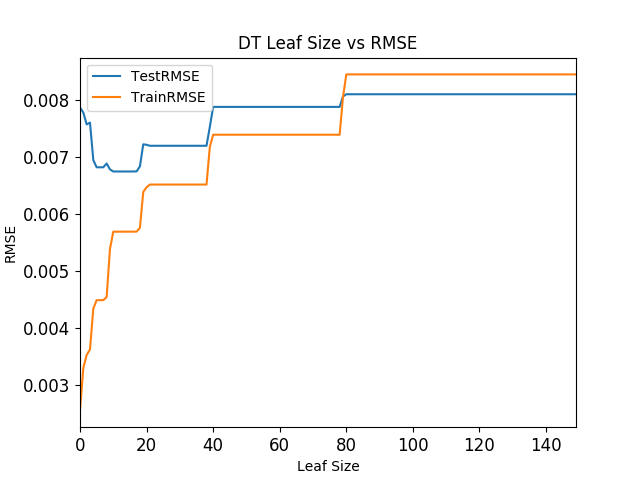 DT Leaf Size vs RMSE
TestRMSE
TrainRMSE
0.008
0.007
0.006
0.005
0.004
0.003
RMSE
0 20 40 60 80 100 120 140
Leaf Size